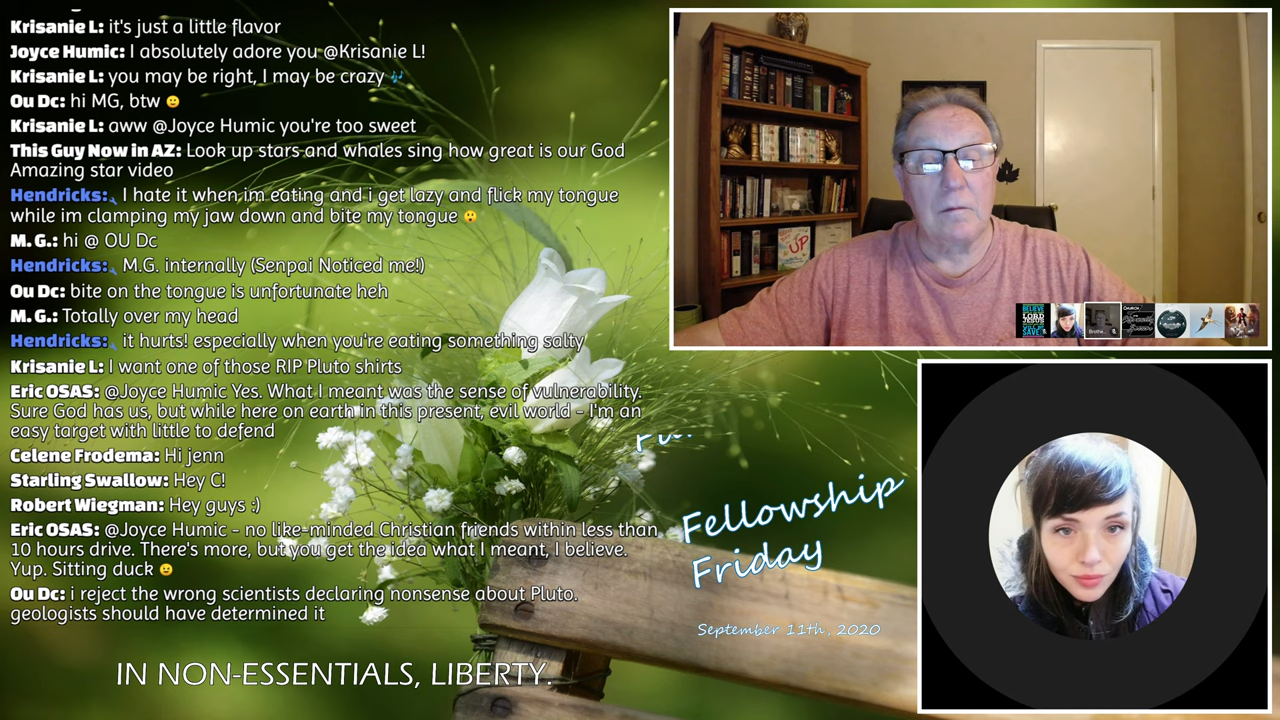 Krisanie L: it's just a little flavor
Joyce Humic: I absolutely adore you @Krisanie L!
Krisanie L: you may be right, I may be crazy 🎶
Ou Dc: hi MG, btw 🙂
Krisanie L: aww @Joyce Humic you're too sweet
This Guy Now in AZ: Look up stars and whales sing how great is our God
Amazing star video
Hendricks: I hate it when im eating and i get lazy and flick my tongue
while im clamping my jaw down and bite my tongue 😲
M. G.: hi @ OU Dc
Hendricks: M.G. internally (Senpai Noticed me!)
Ou Dc: bite on the tongue is unfortunate heh
M. G.: Totally over my head
Hendricks: it hurts! especially when you're eating something salty
Krisanie L: I want one of those RIP Pluto shirts
Eric OSAS: @Joyce Humic Yes. What I meant was the sense of vulnerability.
Sure God has us, but while here on earth in this present, evil world - I'm an
easy target with little to defend
Celene Frodema: Hi jenn
Starling Swallow: Hey C!
Robert Wiegman: Hey guys :)
Eric OSAS: @Joyce Humic - no like-minded Christian friends within less than
10 hours drive. There's more, but you get the idea what I meant, I believe.
Yup. Sitting duck 😉
Ou Dc: i reject the wrong scientists declaring nonsense about Pluto.
geologists should have determined it
IN NON-ESSENTIALS, LIBERTY.
Fellowship
Friday
September 11th, 2020
UP
BELIEVE
LORD
JESUS
SAVE